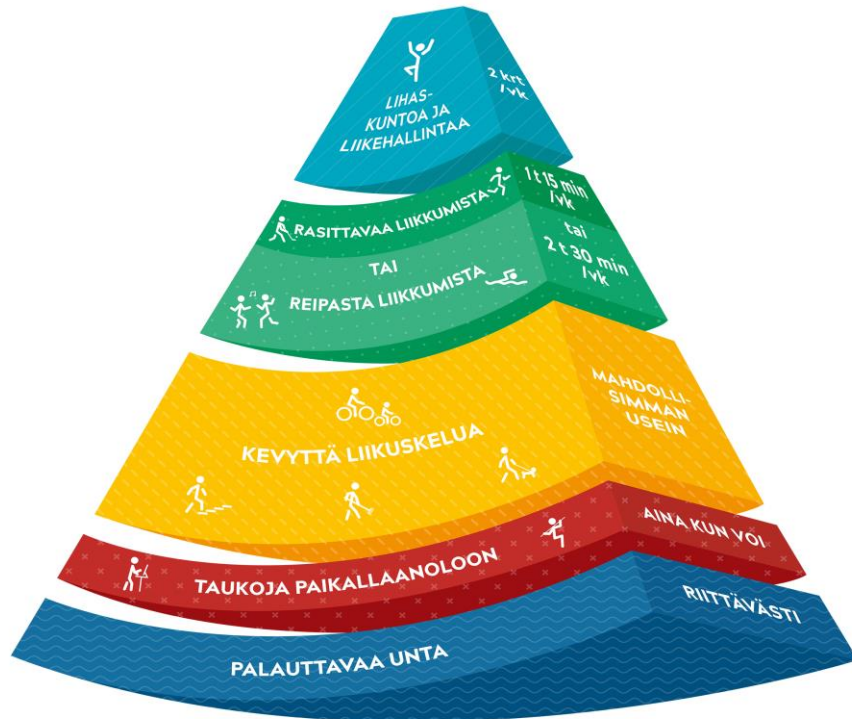 LIHAS-
KUNTOA JA
LIIKEHALLINTAA
2 krt
/vk
RASITTAVAA LIIKKUMISTA
1 t 15 min
/vk
TAI
tai
REIPASTA LIIKKUMISTA
2 t 30 min
/vk
KEVYTTÄ LIIKUSKELUA
MAHDOLLI-
SIMMAN
USEIN
TAUKOJA PAIKALLAANOLOON
AINA KUN VOI
PALAUTTAVAA UNTA
RIITTÄVÄSTI